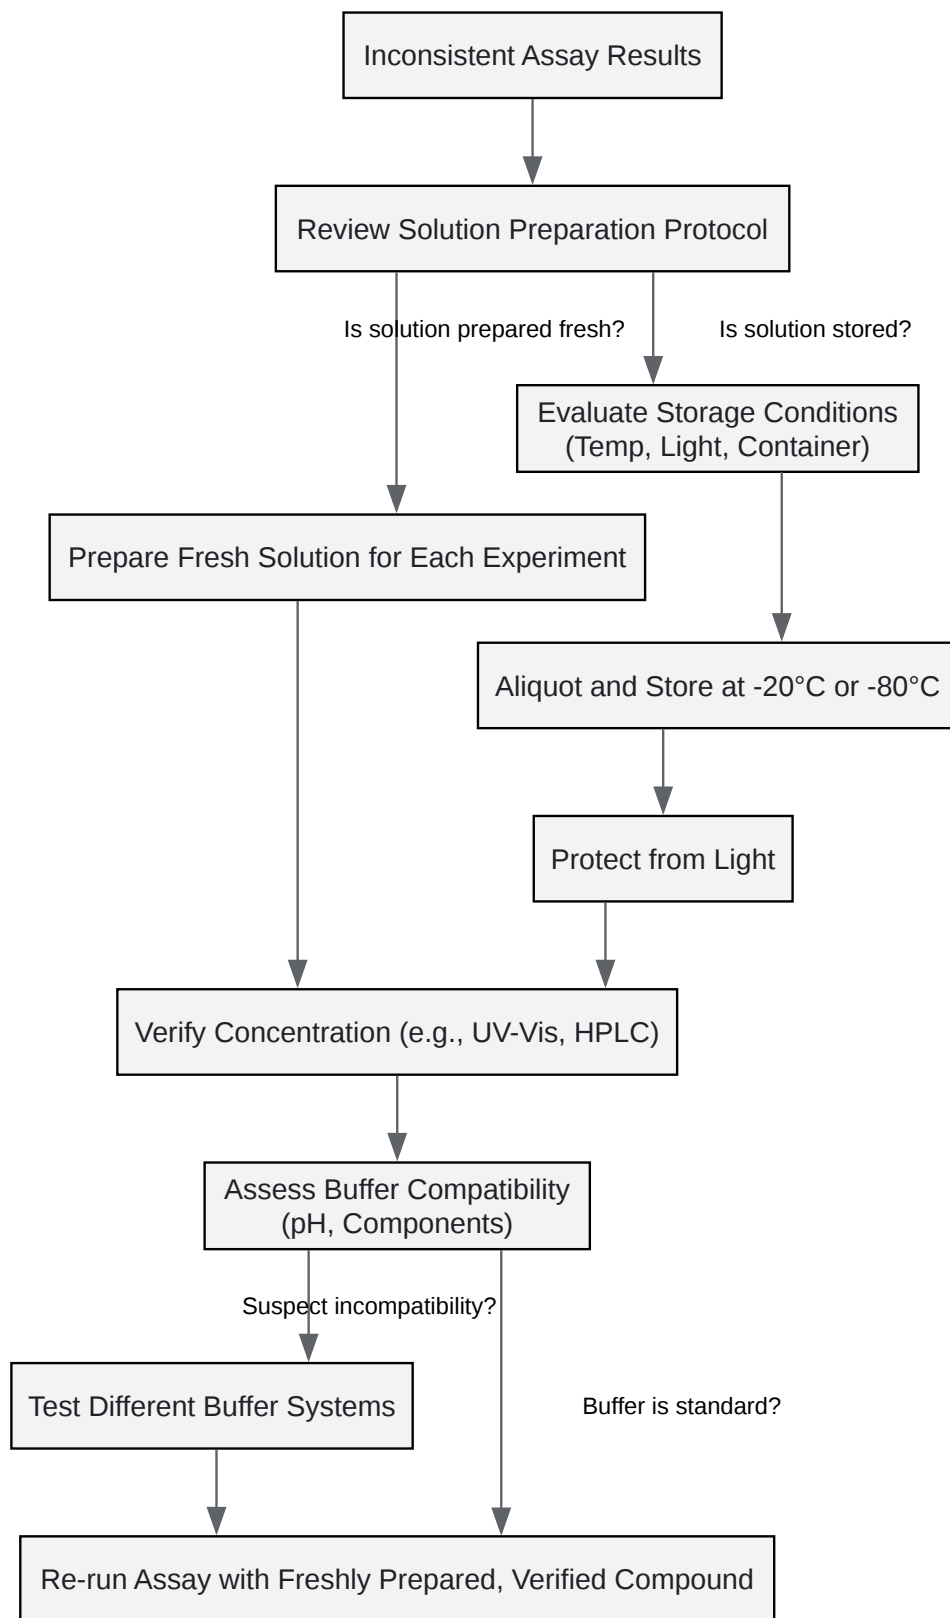 Inconsistent Assay Results
Review Solution Preparation Protocol
Is solution prepared fresh?
Is solution stored?
Evaluate Storage Conditions
(Temp, Light, Container)
Prepare Fresh Solution for Each Experiment
Aliquot and Store at -20°C or -80°C
Protect from Light
Verify Concentration (e.g., UV-Vis, HPLC)
Assess Buffer Compatibility
(pH, Components)
Suspect incompatibility?
Test Different Buffer Systems
Buffer is standard?
Re-run Assay with Freshly Prepared, Verified Compound